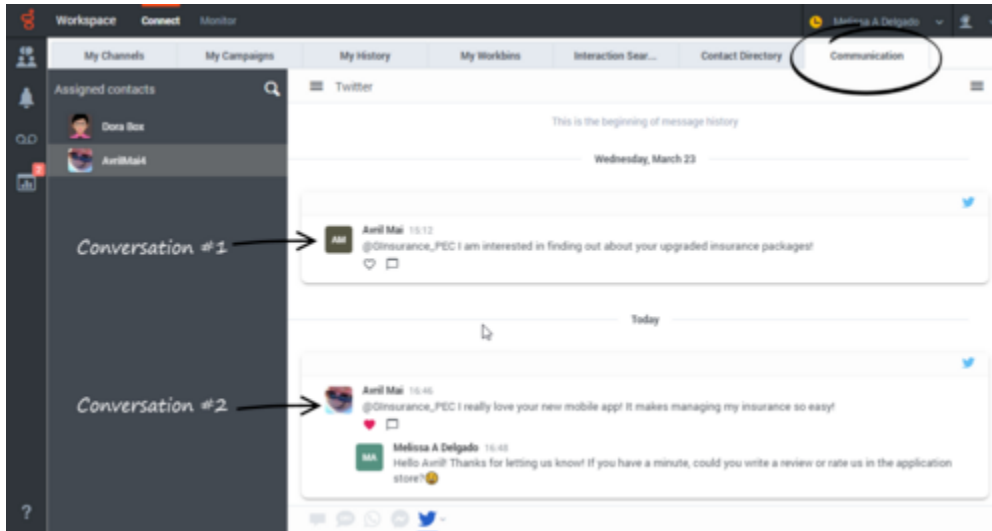 Workspace Connect Monitor Melissa A Delgado
My Channels My Campaigns My History My Workbins Interaction Sear... Contact Directory Communication
Assigned contacts
Twitter
Dora Box
This is the beginning of message history
AvrilMai4
Wednesday, March 23
2
Conversation #1
AM
Avril Mai 15:12
@GInsurance_PEC I am interested in finding out about your upgraded insurance packages!
Today
Conversation #2
Avril Mai 16:46
@GInsurance_PEC I really love your new mobile app! It makes managing my insurance so easy!
MA
Melissa A Delgado 16:48
Hello Avril! Thanks for letting us know! If you have a minute, could you write a review or rate us in the application
store?😀
?